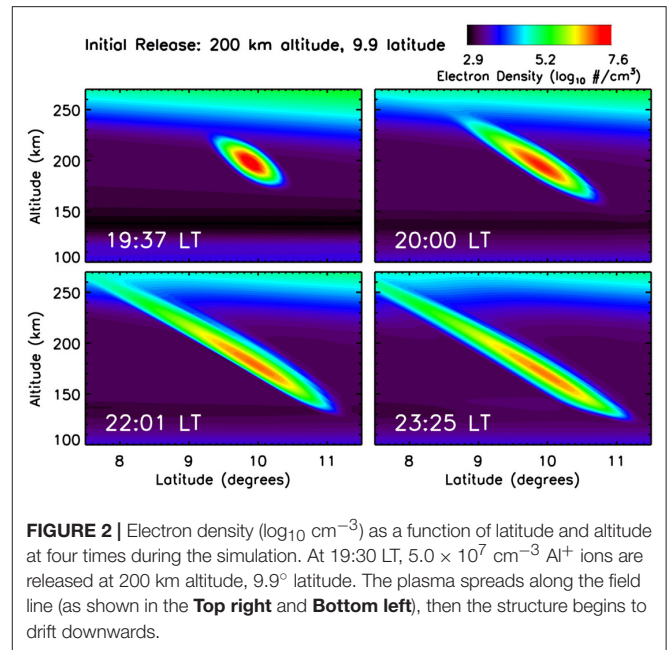 Initial Release: 200 km altitude, 9.9 latitude
2.9 5.2 7.6
Electron Density (log₁₀ #/cm³)
Altitude (km)
250
200
150
100
19:37 LT
20:00 LT
Altitude (km)
250
200
150
100
22:01 LT
23:25 LT
8 9 10 11
8 9 10 11
Latitude (degrees)
Latitude (degrees)
FIGURE 2 | Electron density (log₁₀ cm⁻³) as a function of latitude and altitude
at four times during the simulation. At 19:30 LT, 5.0 × 10⁷ cm⁻³ Al⁺ ions are
released at 200 km altitude, 9.9° latitude. The plasma spreads along the field
line (as shown in the Top right and Bottom left), then the structure begins to
drift downwards.